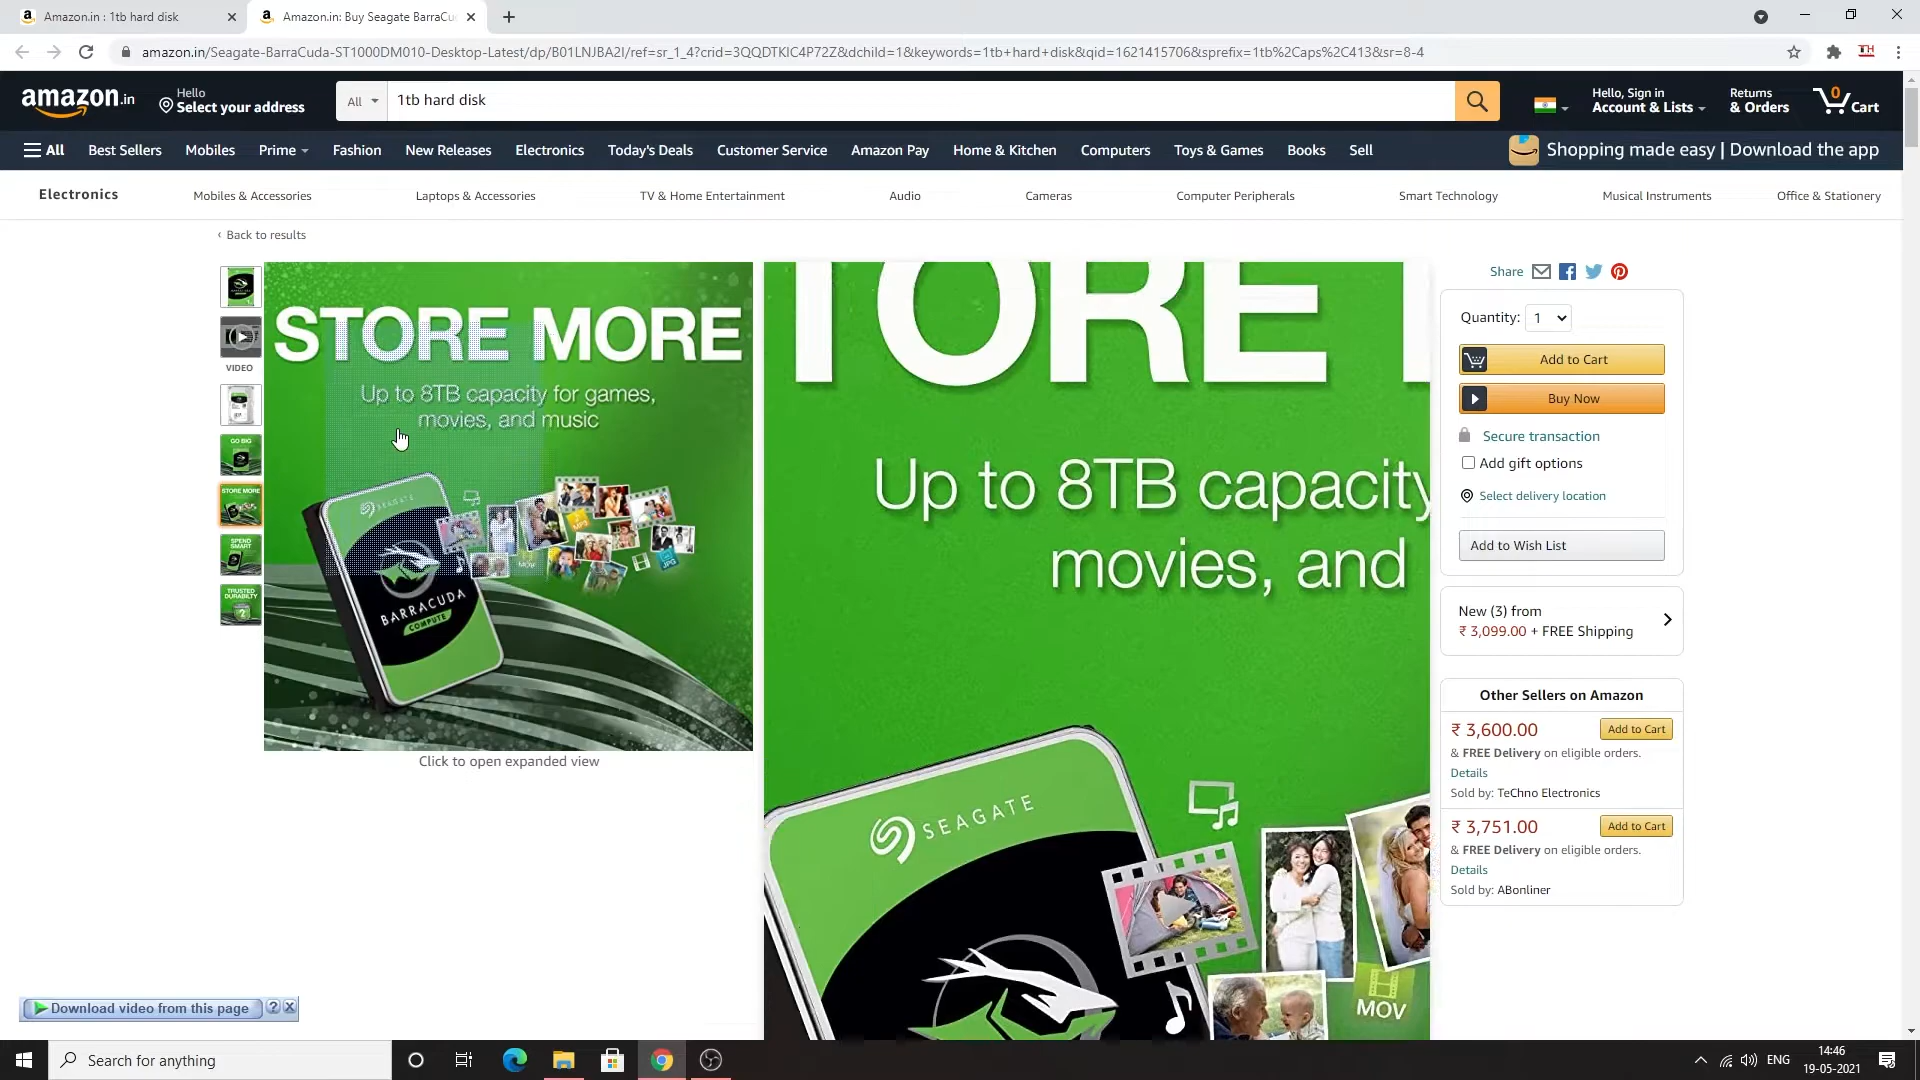 Amazon.in : 1tb hard disk
Amazon.in: Buy Seagate BarraCu
amazon.in/Seagate-BarraCuda-ST1000DM010-Desktop-Latest/dp/B01LNJBA2I/ref=sr_1_4?crid=3QQDTKIC4P72Z&dchild=1&keywords=1tb+hard+disk&qid=1621415706&sprefix=1tb%2Caps%2C413&sr=8-4
amazon.in
Hello
Select your address
All
1tb hard disk
Hello, Sign in
Account & Lists
Returns
& Orders
0
Cart
All
Best Sellers
Mobiles
Prime
Fashion
New Releases
Electronics
Today's Deals
Customer Service
Amazon Pay
Home & Kitchen
Computers
Toys & Games
Books
Sell
Shopping made easy | Download the app
Electronics
Mobiles & Accessories
Laptops & Accessories
TV & Home Entertainment
Audio
Cameras
Computer Peripherals
Smart Technology
Musical Instruments
Office & Stationery
‹ Back to results
VIDEO
GO BIG
STORE MORE
SPEND
SMART
TRUSTED
DURABILITY
STORE MORE
Up to 8TB capacity for games,
movies, and music
SEAGATE
BARRACUDA
COMPUTE
MP3
MOV
JPG
Click to open expanded view
TORE
Up to 8TB capacity
movies, and
SEAGATE
MOV
Share
Quantity: 1
Add to Cart
Buy Now
Secure transaction
Add gift options
Select delivery location
Add to Wish List
New (3) from
₹ 3,099.00 + FREE Shipping
Other Sellers on Amazon
₹ 3,600.00
Add to Cart
& FREE Delivery on eligible orders.
Details
Sold by: TeChno Electronics
₹ 3,751.00
Add to Cart
& FREE Delivery on eligible orders.
Details
Sold by: ABonliner
Download video from this page
?
X
Search for anything
ENG
14:46
19-05-2021